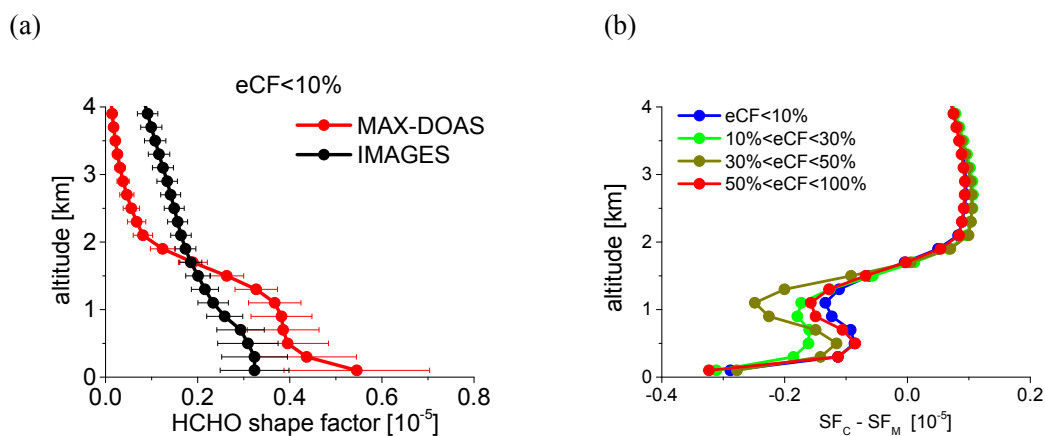 (a)
eCF<10%
MAX-DOAS
IMAGES
altitude [km]
4
3
2
1
0
0.0 0.2 0.4 0.6 0.8
HCHO shape factor [10⁻⁵]
(b)
eCF<10%
10%<eCF<30%
30%<eCF<50%
50%<eCF<100%
altitude [km]
4
3
2
1
0
-0.4 -0.2 0.0 0.2
SF_C - SF_M [10⁻⁵]